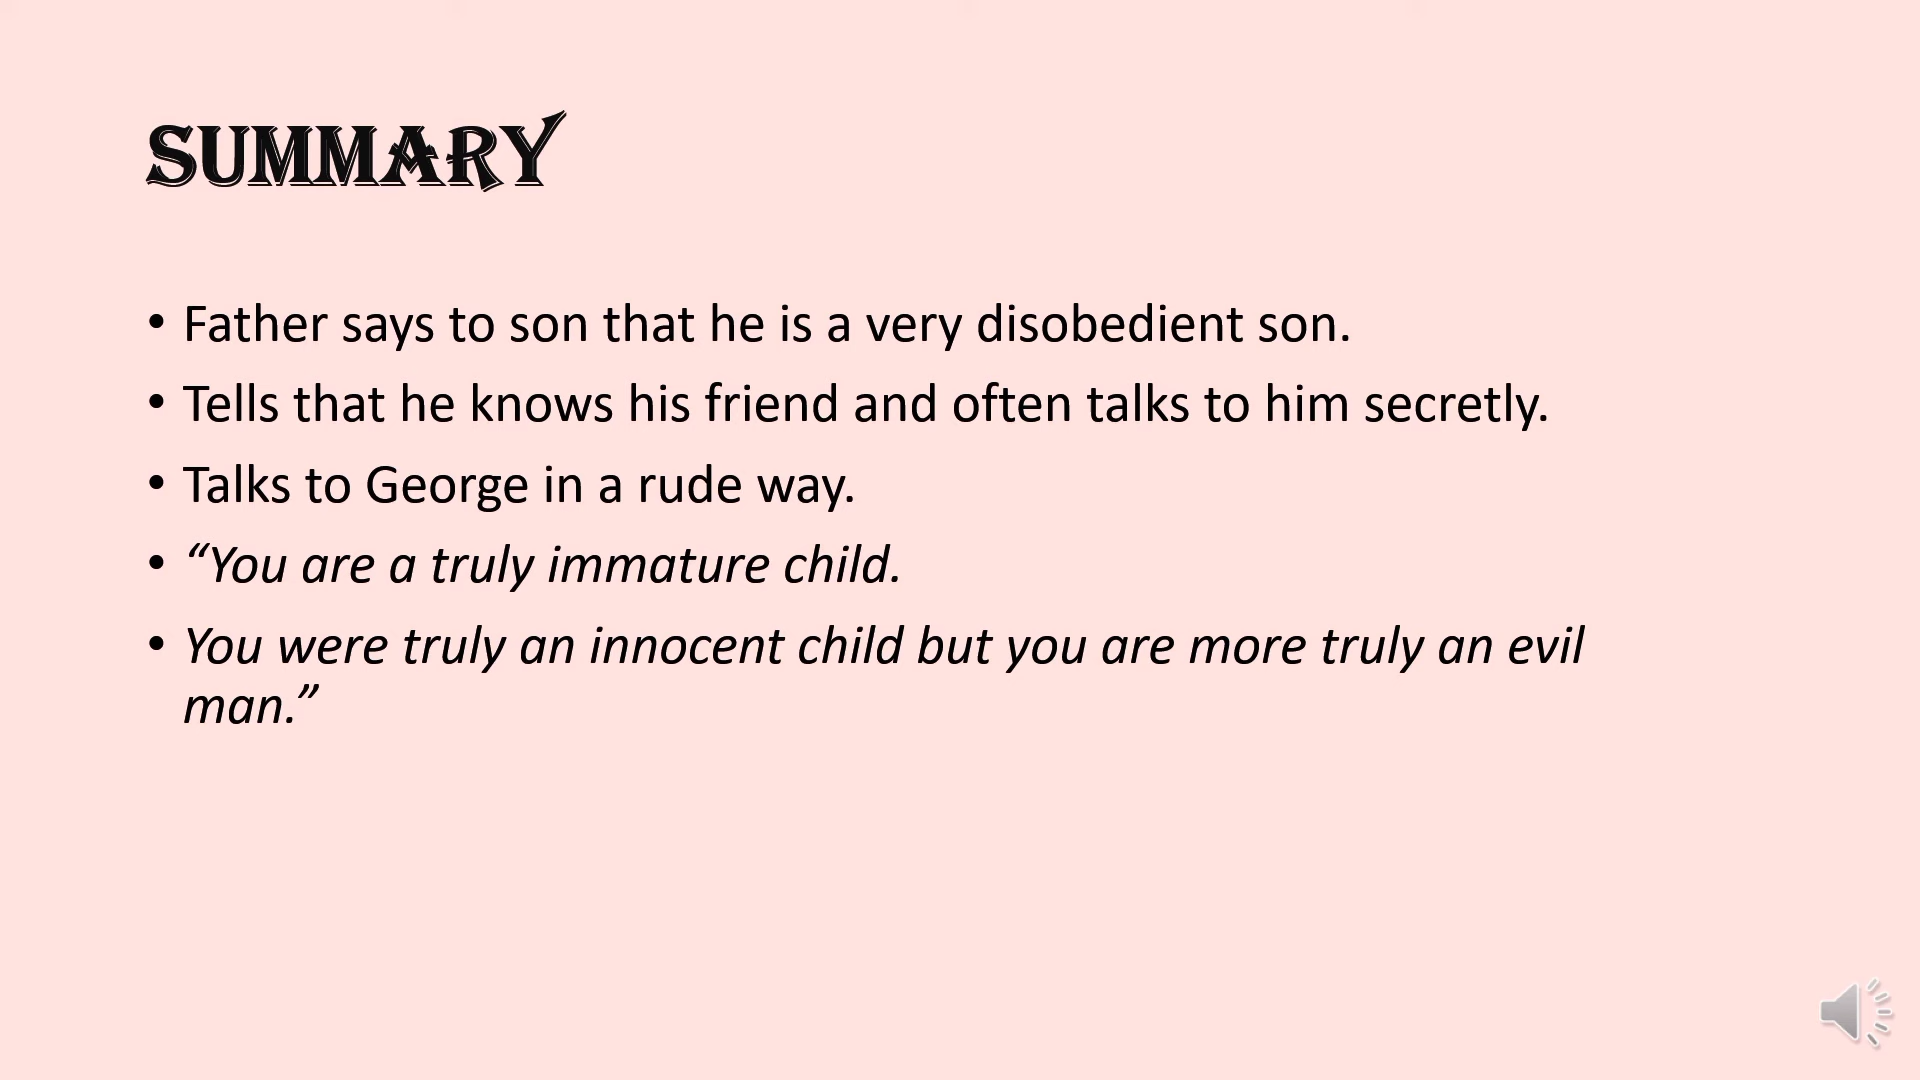 SUMMARY
• Father says to son that he is a very disobedient son.
• Tells that he knows his friend and often talks to him secretly.
• Talks to George in a rude way.
• “You are a truly immature child.
• You were truly an innocent child but you are more truly an evil
man.”